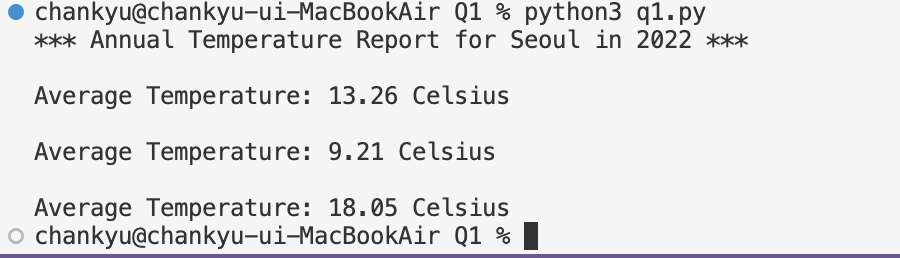 chankyu@chankyu-ui-MacBookAir Q1 % python3 q1.py
*** Annual Temperature Report for Seoul in 2022 ***
Average Temperature: 13.26 Celsius
Average Temperature: 9.21 Celsius
Average Temperature: 18.05 Celsius
chankyu@chankyu-ui-MacBookAir Q1 %